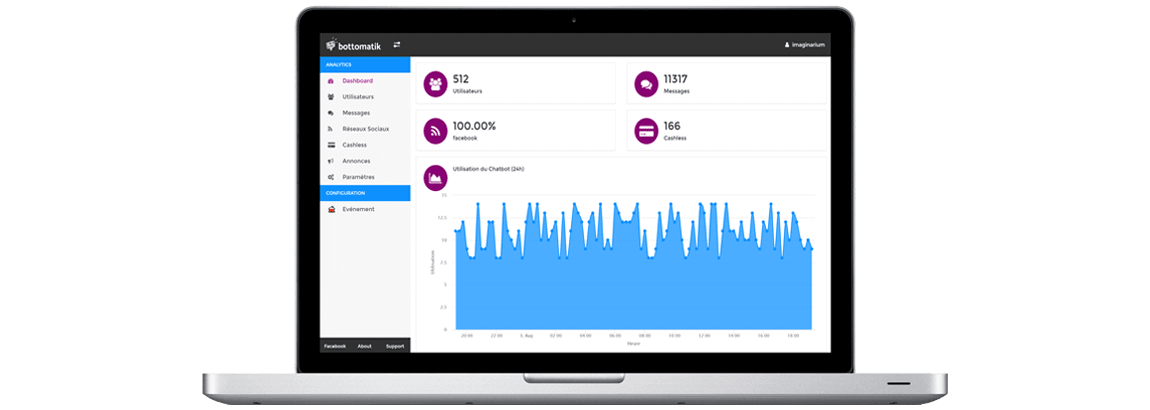 bottomatik
imaginarium
ANALYTICS
Dashboard
Utilisateurs
Messages
Réseaux Sociaux
Cashless
Annonces
Paramètres
CONFIGURATION
Evénement
Facebook About Support
512
Utilisateurs
11317
Messages
100.00%
facebook
166
Cashless
Utilisation du Chatbot (24h)
15
12.5
10
7.5
5
2.5
0
Utilisation
20:00 22:00 5. Aug 02:00 04:00 06:00 08:00 10:00 12:00 14:00 16:00 18:00
Heure